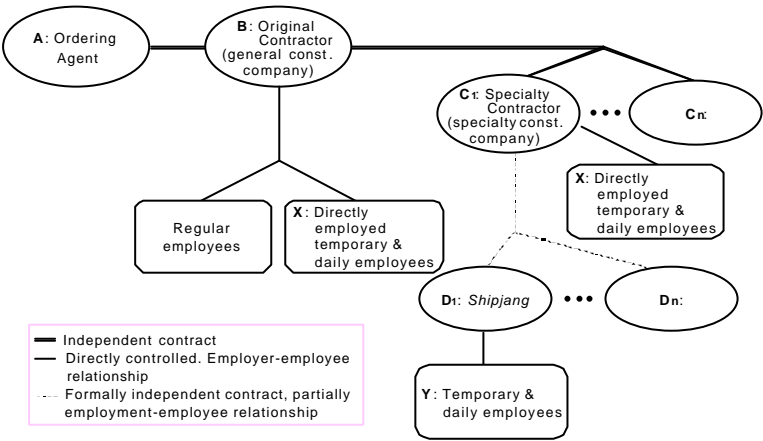 A: Ordering
Agent
B: Original
Contractor
(general const.
company)
C1: Specialty
Contractor
(specialty const.
company)
•••
Cn:
X: Directly
employed
temporary &
daily employees
Regular
employees
X: Directly
employed
temporary &
daily employees
D1: Shipjang
•••
Dn:
Y: Temporary &
daily employees
Independent contract
Directly controlled. Employer-employee
relationship
Formally independent contract, partially
employment-employee relationship